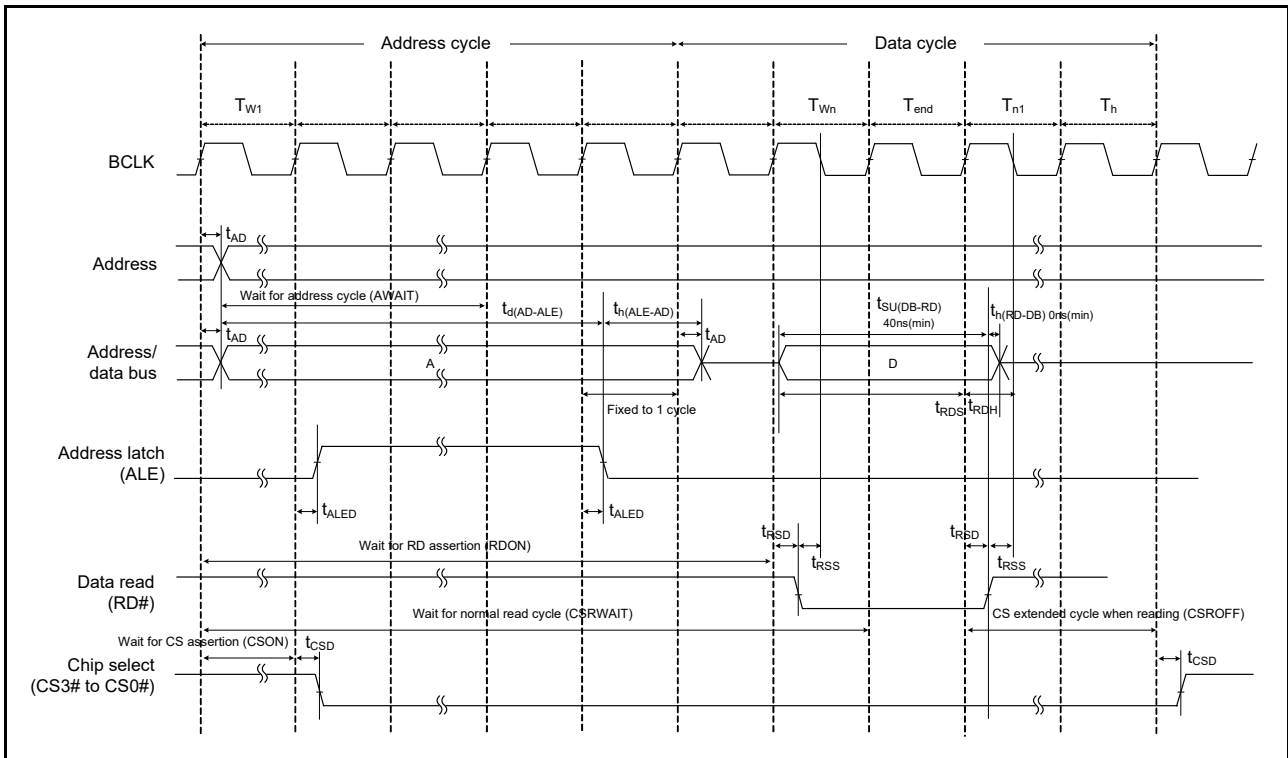 Address cycle
Data cycle
TW1
TWn
Tend
Tn1
Th
BCLK
tAD
Address
Wait for address cycle (AWAIT)
td(AD-ALE)
th(ALE-AD)
tSU(DB-RD)
40ns(min)
th(RD-DB) 0ns(min)
tAD
tAD
Address/
data bus
A
D
Fixed to 1 cycle
tRDS
tRDH
Address latch
(ALE)
tALED
tALED
tRSD
tRSD
Wait for RD assertion (RDON)
tRSS
tRSS
Data read
(RD#)
Wait for normal read cycle (CSRWAIT)
CS extended cycle when reading (CSROFF)
Wait for CS assertion (CSON)
tCSD
tCSD
Chip select
(CS3# to CS0#)